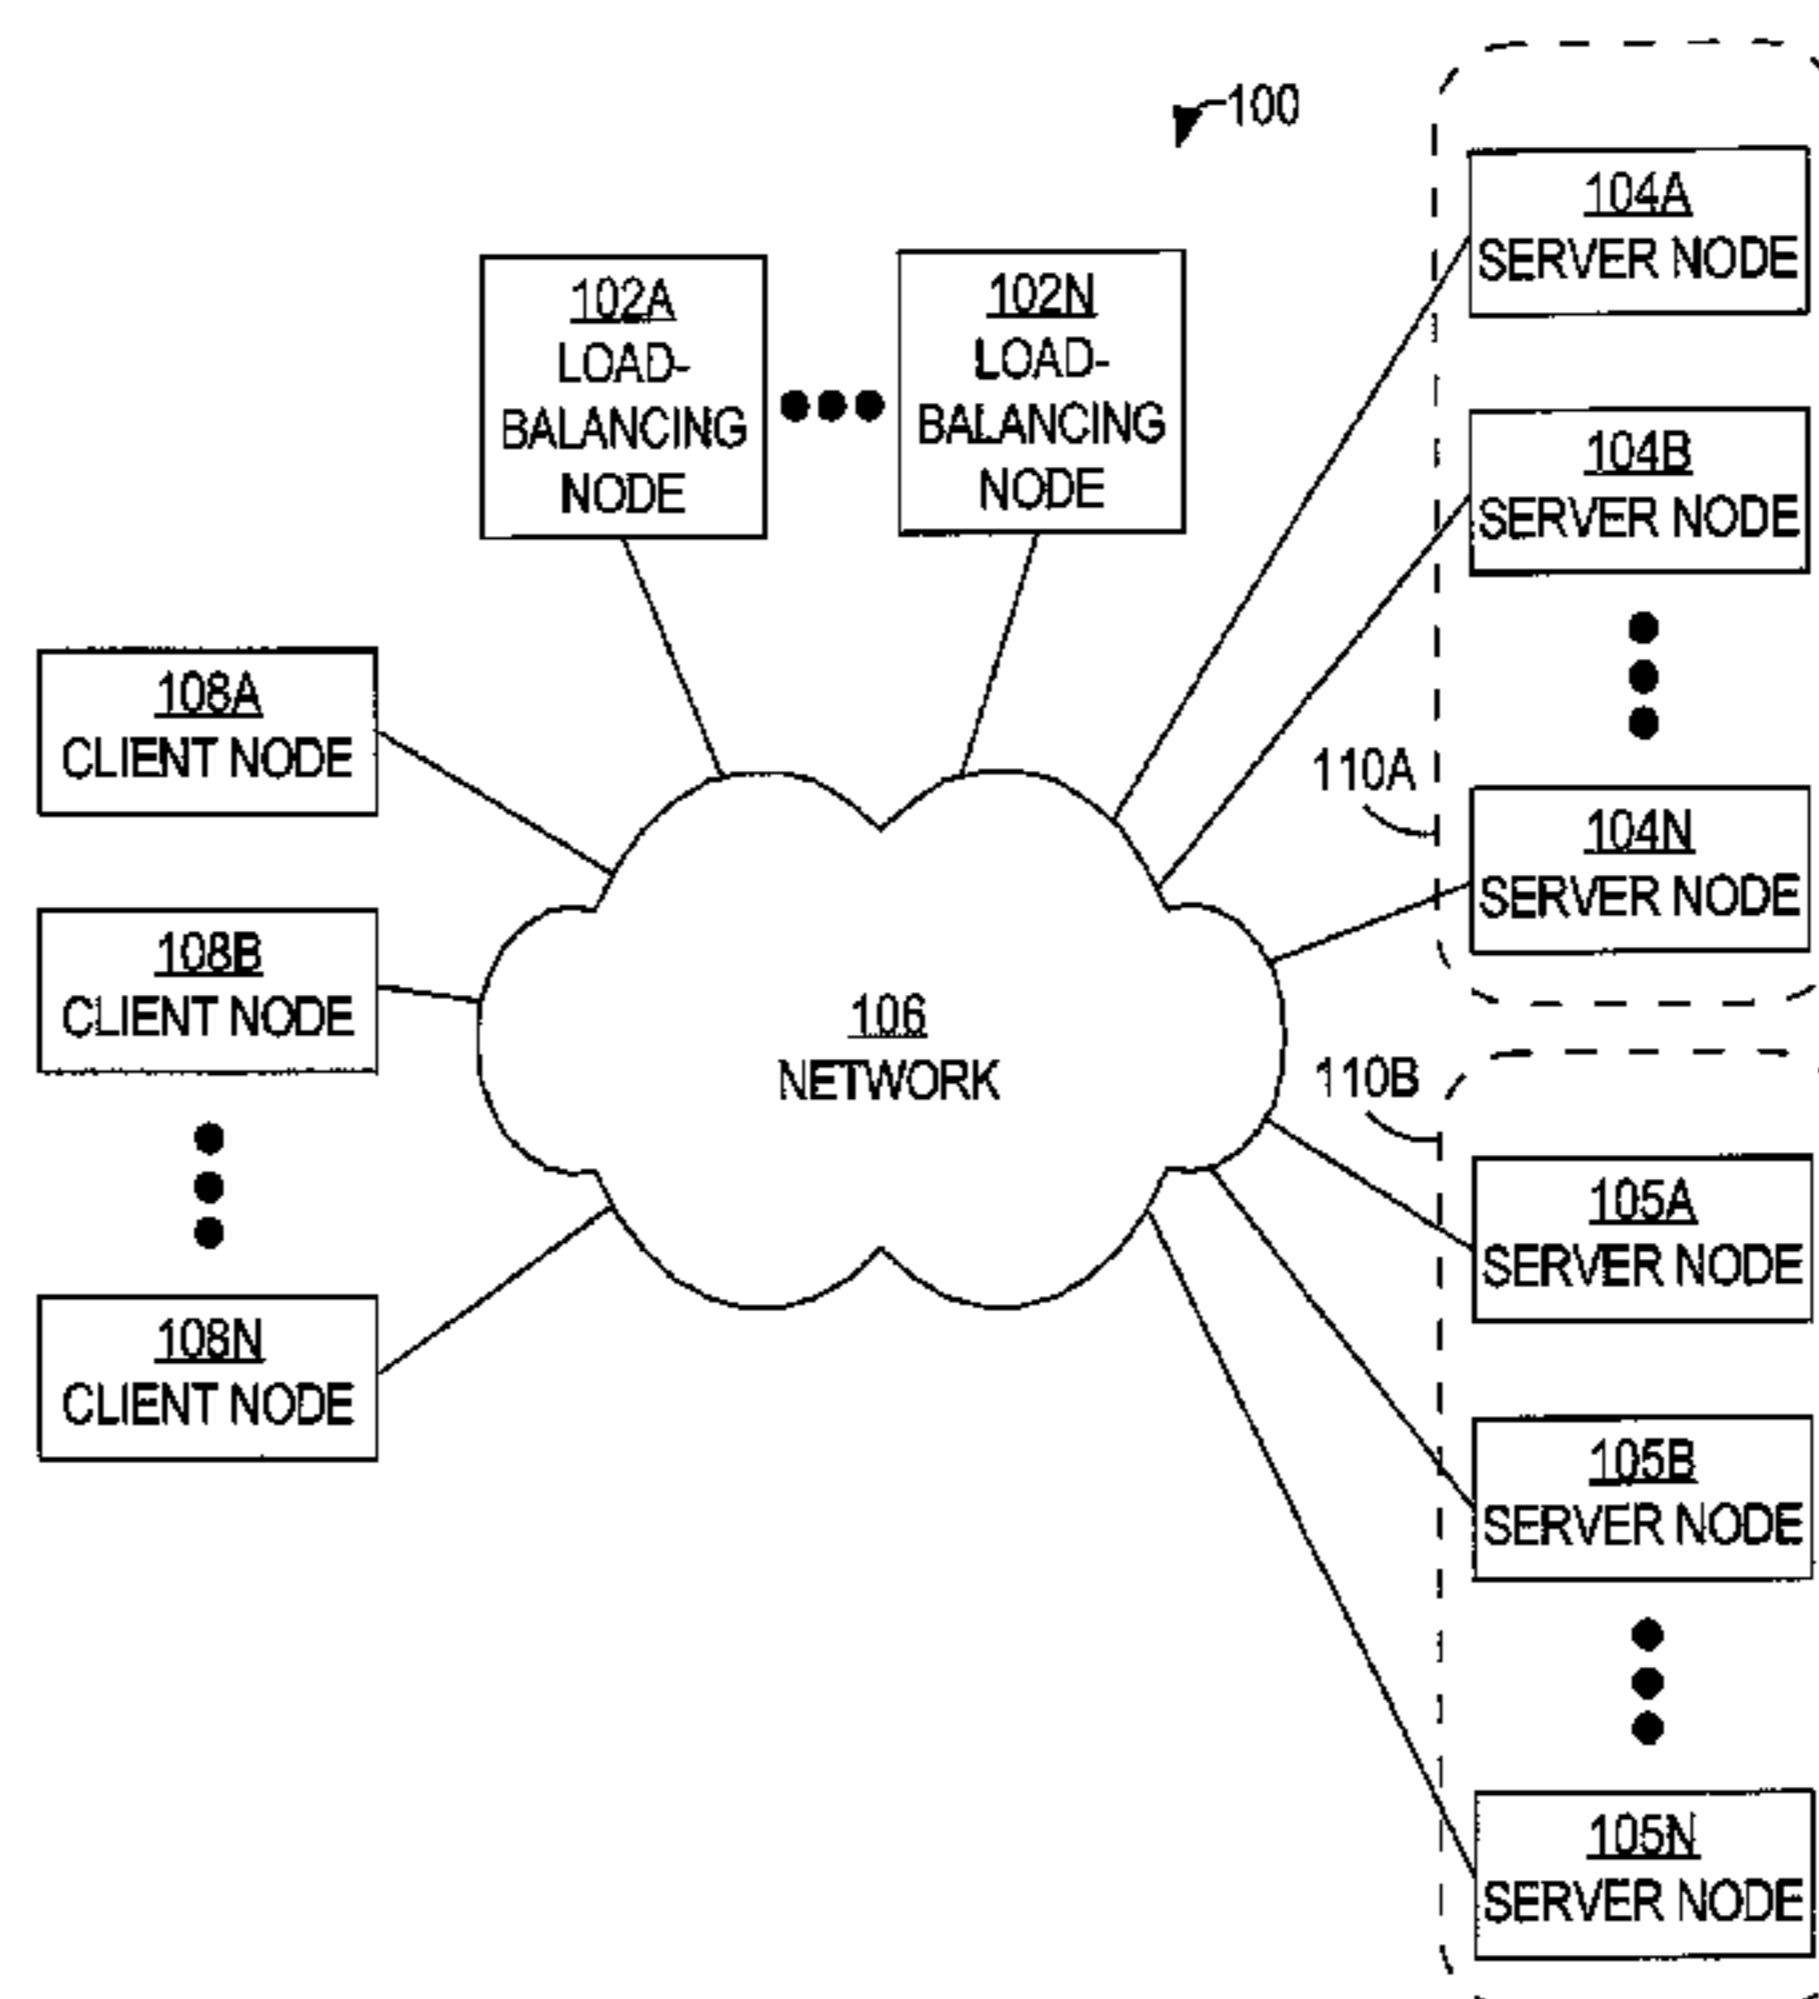 100
104A
SERVER NODE
102A
LOAD-
BALANCING
NODE
102N
LOAD-
BALANCING
NODE
104B
SERVER NODE
108A
CLIENT NODE
110A
104N
SERVER NODE
108B
CLIENT NODE
106
NETWORK
110B
105A
SERVER NODE
108N
CLIENT NODE
105B
SERVER NODE
105N
SERVER NODE